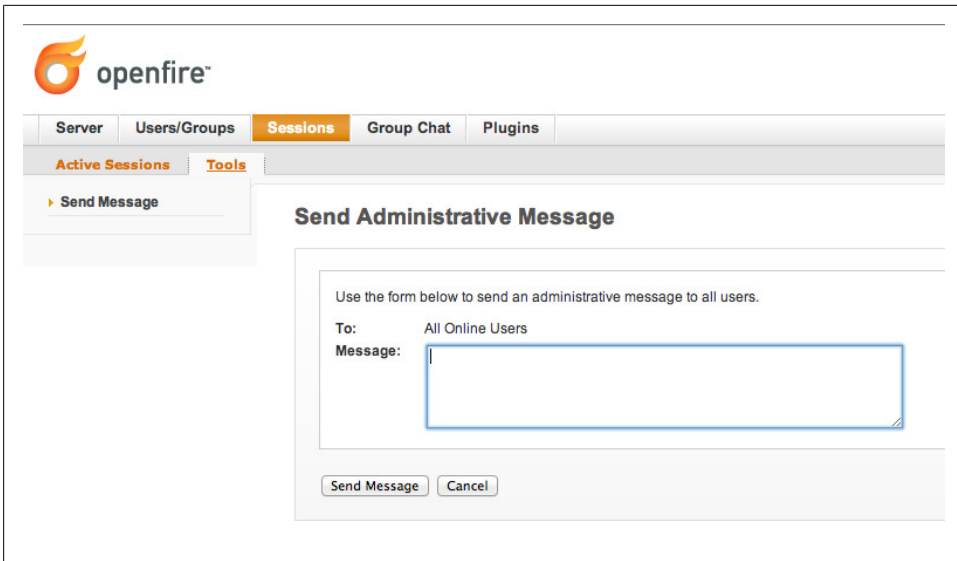 openfire™
Server Users/Groups Sessions Group Chat Plugins
Active Sessions Tools
Send Message
Send Administrative Message
Use the form below to send an administrative message to all users.
To: All Online Users
Message:
Send Message Cancel